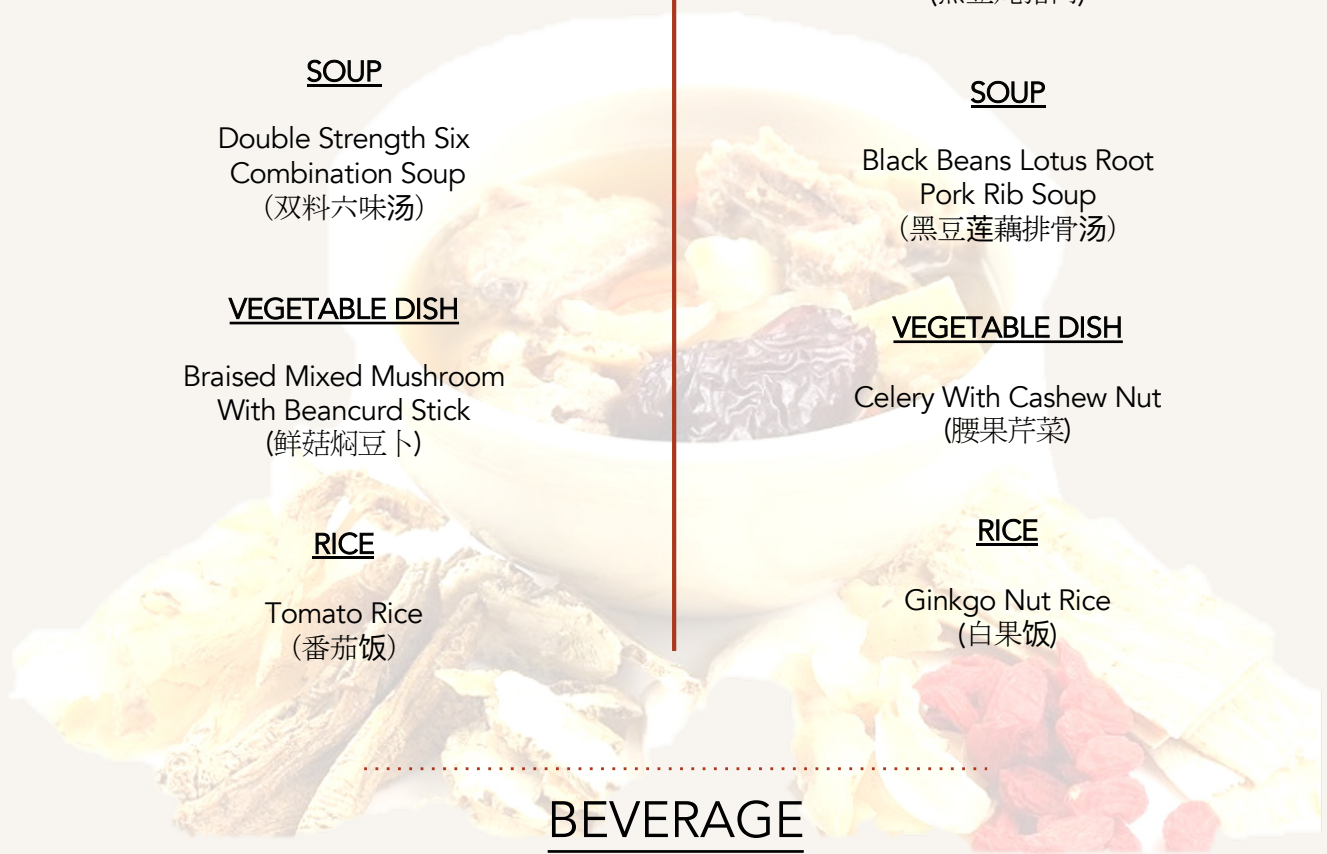 SOUP
Double Strength Six
Combination Soup
（双料六味汤）
VEGETABLE DISH
Braised Mixed Mushroom
With Beancurd Stick
(鲜菇焖豆卜)
RICE
Tomato Rice
（番茄饭）
SOUP
Black Beans Lotus Root
Pork Rib Soup
（黑豆莲藕排骨汤）
VEGETABLE DISH
Celery With Cashew Nut
(腰果芹菜)
RICE
Ginkgo Nut Rice
(白果饭)
BEVERAGE